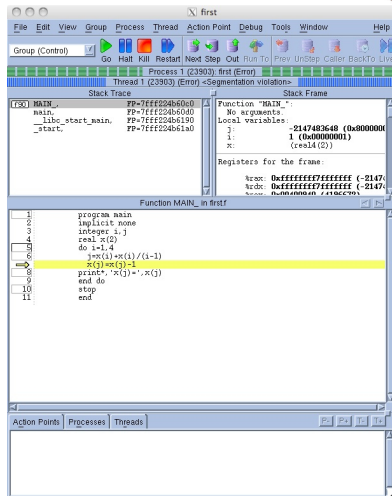 first
File Edit View Group Process Thread Action Point Debug Tools Window Help
Group (Control)
Go Halt Kill Restart Next Step Out Run To Prev UnStep Caller BackTo Live
Process 1 (23903): first (Error)
Thread 1 (23903) (Error) <Segmentation violation>
Stack Trace
f90 MAIN_, FP=7fff224b60c0
main, FP=7fff224b60d0
__libc_start_main, FP=7fff224b6190
_start, FP=7fff224b61a0
Stack Frame
Function "MAIN_":
No arguments.
Local variables:
j: -2147483648 (0x8000000
i: 1 (0x00000001)
x: (real4(2))
Registers for the frame:
%rax: 0xffffffff7fffffff (-2147
%rdx: 0xffffffff7fffffff (-2147
Function MAIN_ in first.f
1 program main
2 implicit none
3 integer i,j
4 real x(2)
5 do i=1,4
6 j=x(i)+x(i)/(i-1)
x(j)=x(j)-1
8 print*,'x(j)=',x(j)
9 end do
10 stop
11 end
Action Points Processes Threads P- P+ T- T+